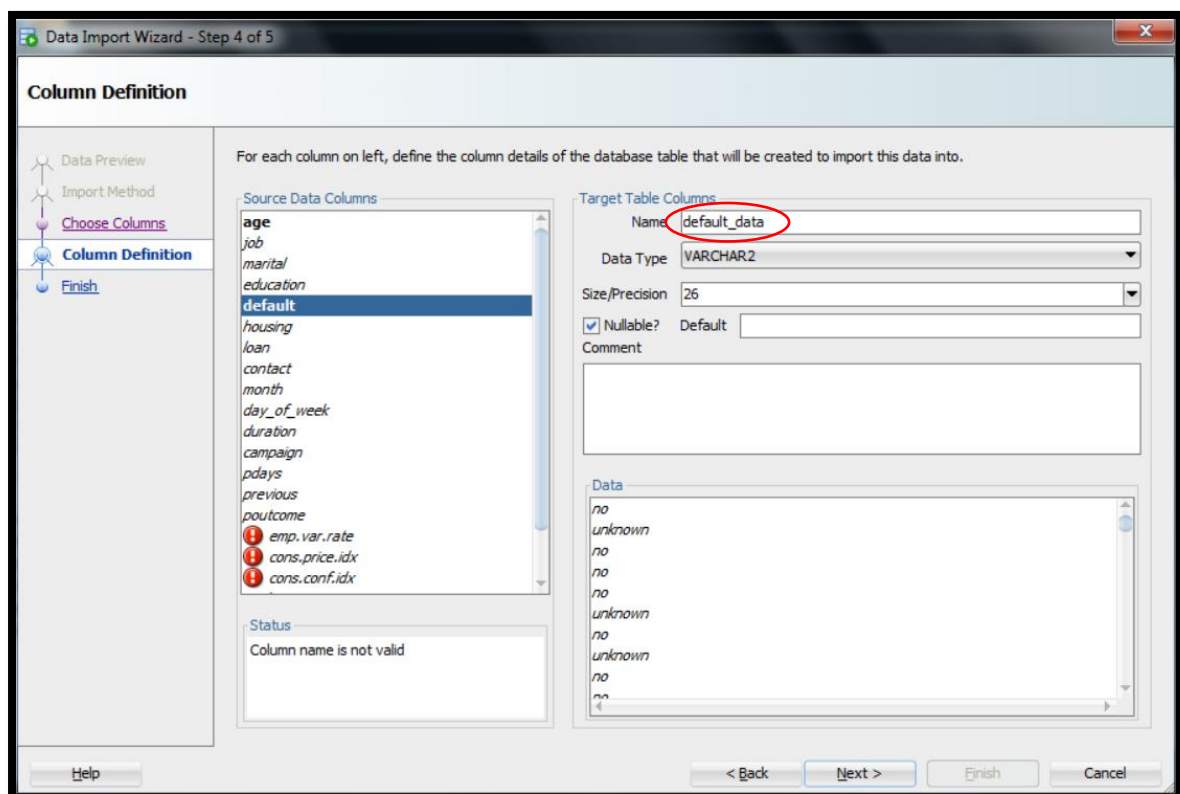 Data Import Wizard - Step 4 of 5
Column Definition
Data Preview
Import Method
Choose Columns
Column Definition
Finish
For each column on left, define the column details of the database table that will be created to import this data into.
Source Data Columns
age
job
marital
education
default
housing
loan
contact
month
day_of_week
duration
campaign
pdays
previous
poutcome
emp.var.rate
cons.price.idx
cons.conf.idx
Status
Column name is not valid
Target Table Columns
Name default_data
Data Type VARCHAR2
Size/Precision 26
Nullable? Default
Comment
Data
no
unknown
no
no
no
unknown
no
unknown
no
no
Help
< Back Next > Finish Cancel